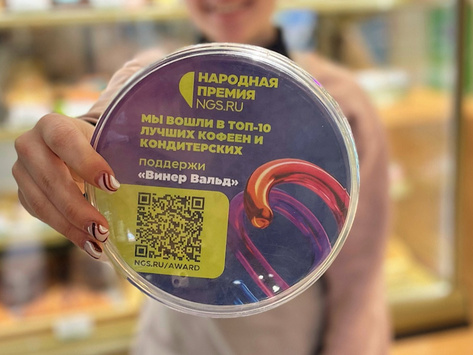 НАРОДНАЯ
ПРЕМИЯ
NGS.RU
МЫ ВОШЛИ В ТОП-10
ЛУЧШИХ КОФЕЕН И
КОНДИТЕРСКИХ
поддержи
«Винер Вальд»
NGS.RU/AWARD